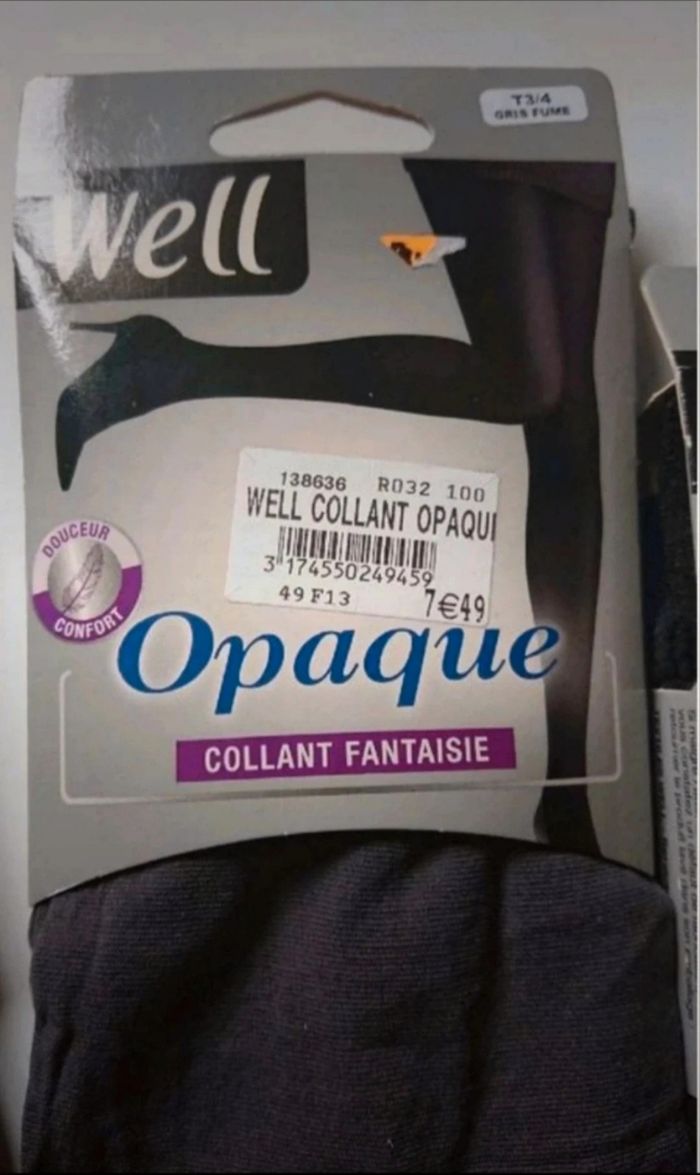 T3/4
GRIS FUME
Well
138636 R032 100
WELL COLLANT OPAQU
3 174550 249459
49 F13 7€49
DOUCEUR
CONFORT
Opaque
COLLANT FANTAISIE